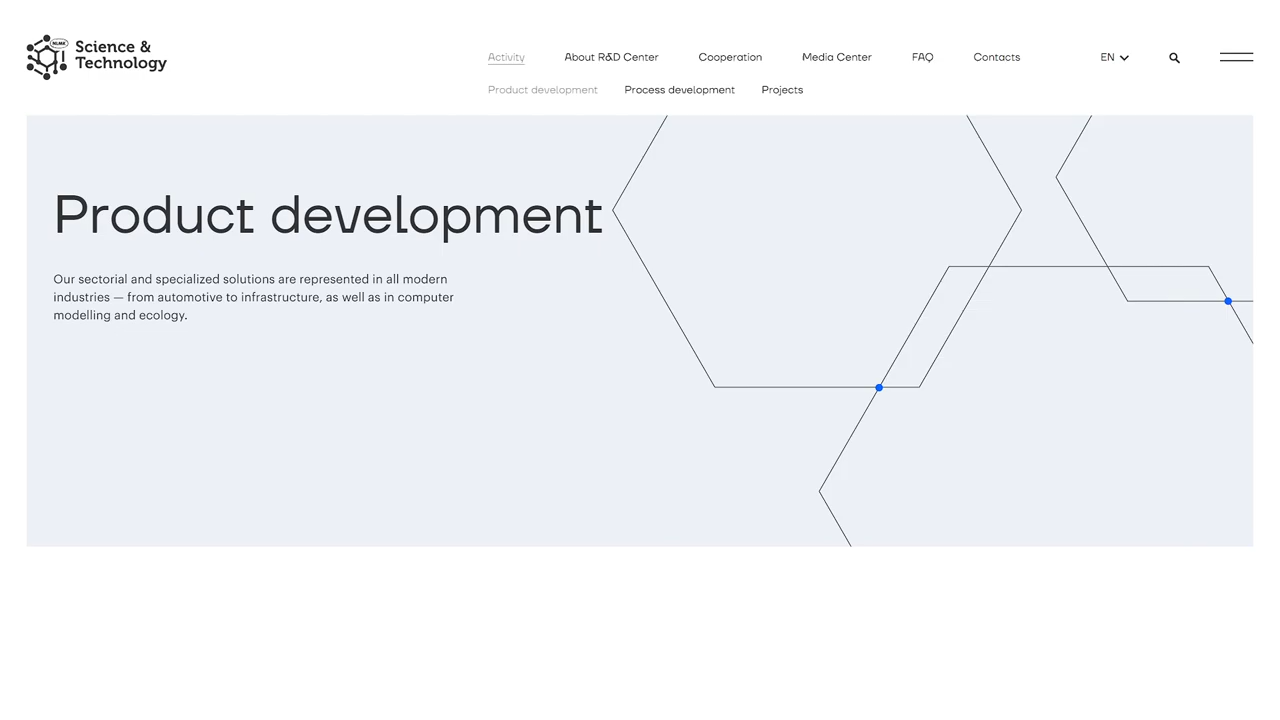 NLMK
Science &
Technology
Activity
About R&D Center
Cooperation
Media Center
FAQ
Contacts
EN
Product development
Process development
Projects
Product development
Our sectorial and specialized solutions are represented in all modern
industries — from automotive to infrastructure, as well as in computer
modelling and ecology.